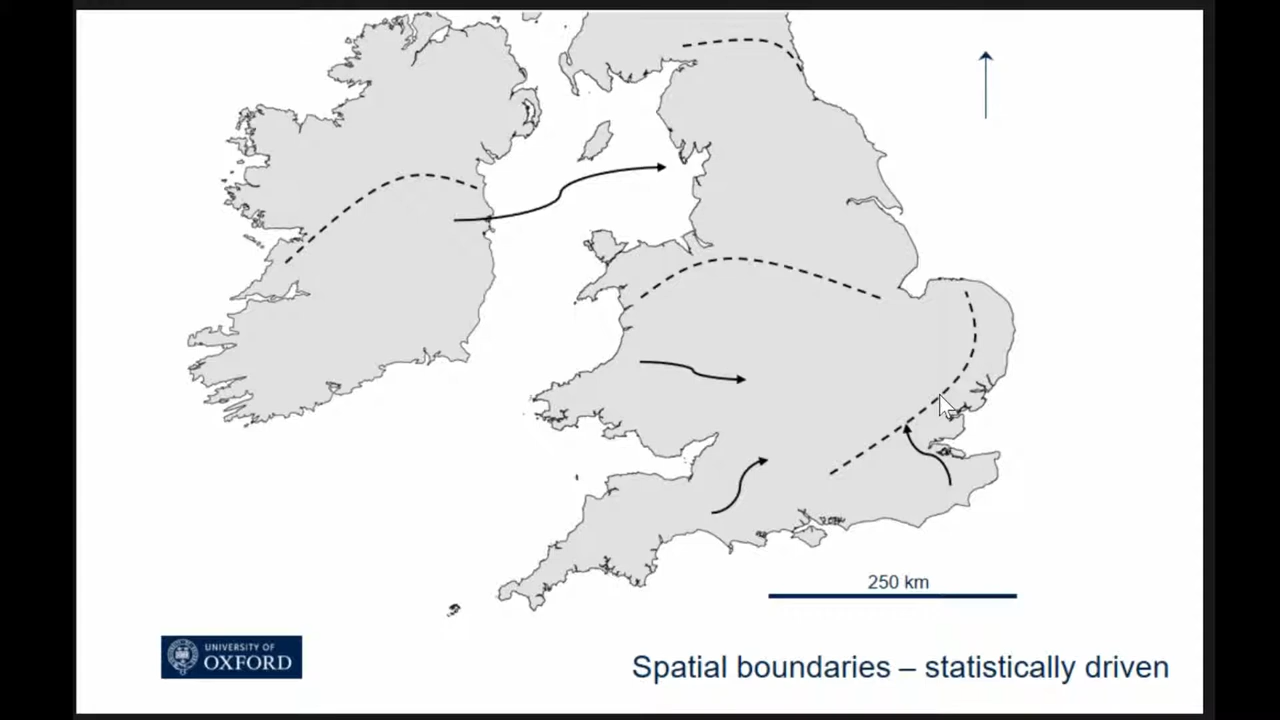 250 km
UNIVERSITY OF
OXFORD
Spatial boundaries – statistically driven